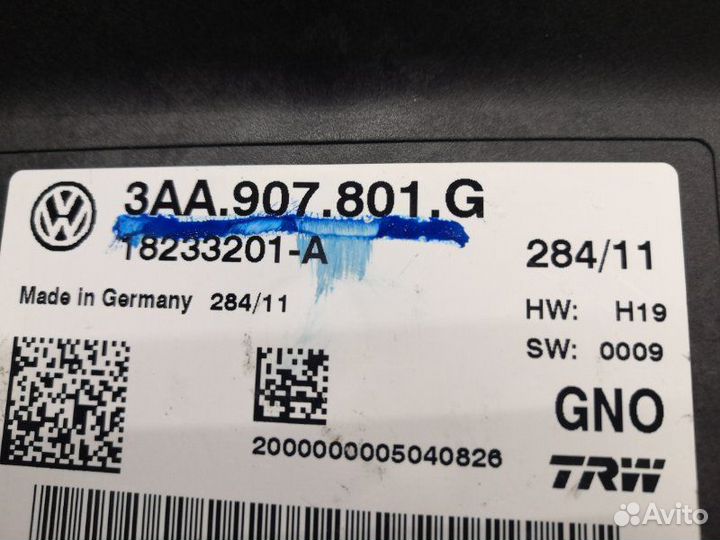 3AA.907.801.G
18233201-A
284/11
Made in Germany 284/11
HW: H19
SW: 0009
GNO
2000000005040826
TRW
Avito